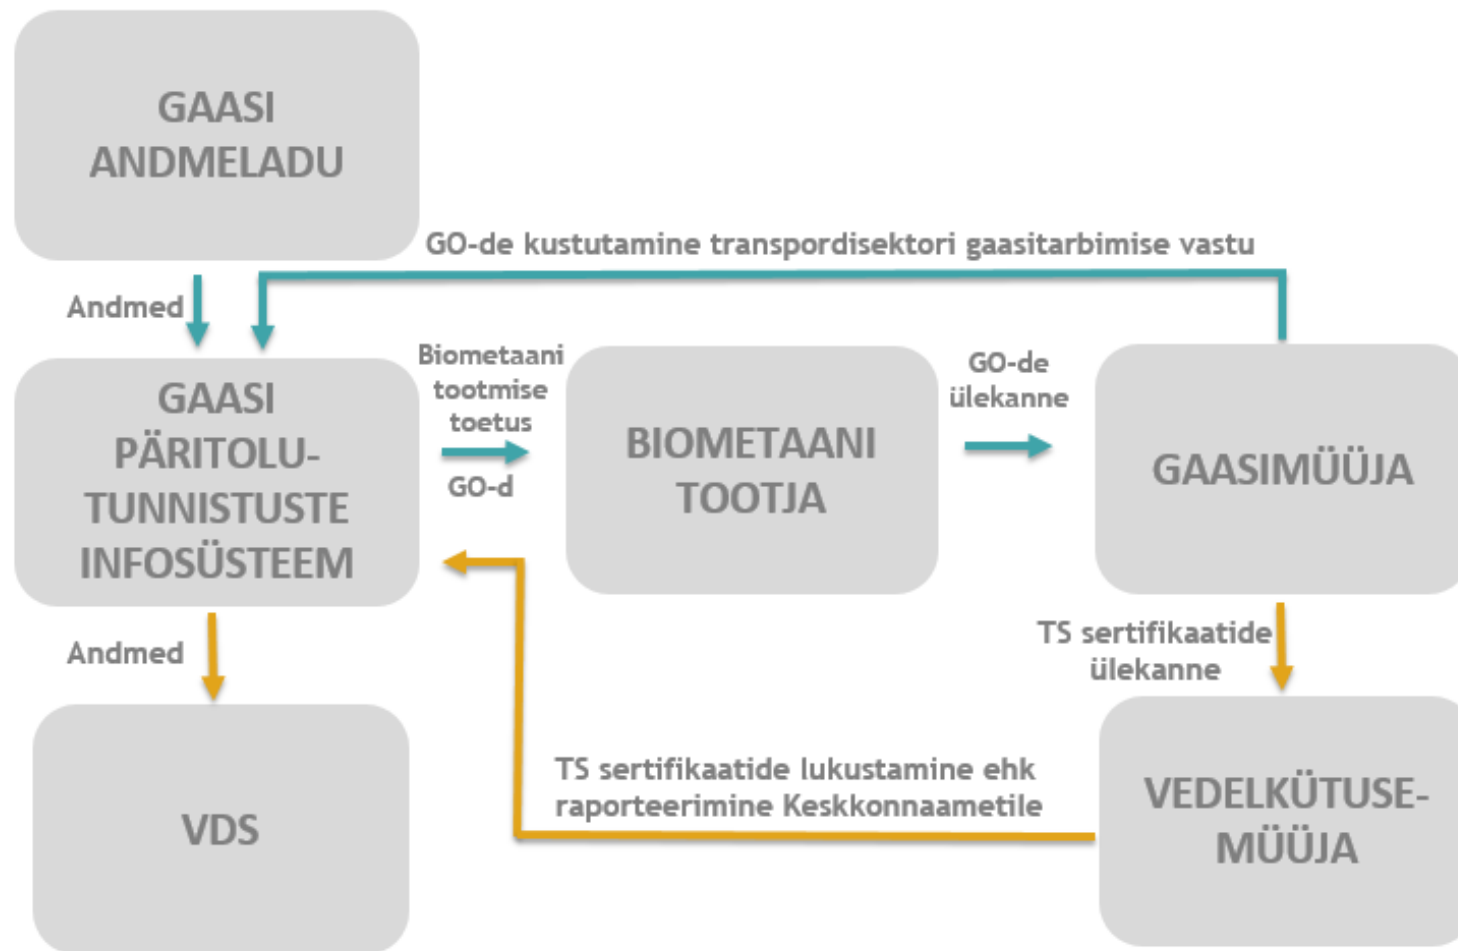 GAASI
ANDMELADU
GO-de kustutamine transpordisektori gaasitarbimise vastu
Andmed
GAASI
PÄRITOLU-
TUNNISTUSTE
INFOSÜSTEEM
Biometaani
tootmise
toetus
GO-d
BIOMETAANI
TOOTJA
GO-de
ülekanne
GAASIMÜÜJA
TS sertifikaatide
ülekanne
Andmed
VDS
TS sertifikaatide lukustamine ehk
raporteerimine Keskkonnaametile
VEDELKÜTUSE-
MÜÜJA